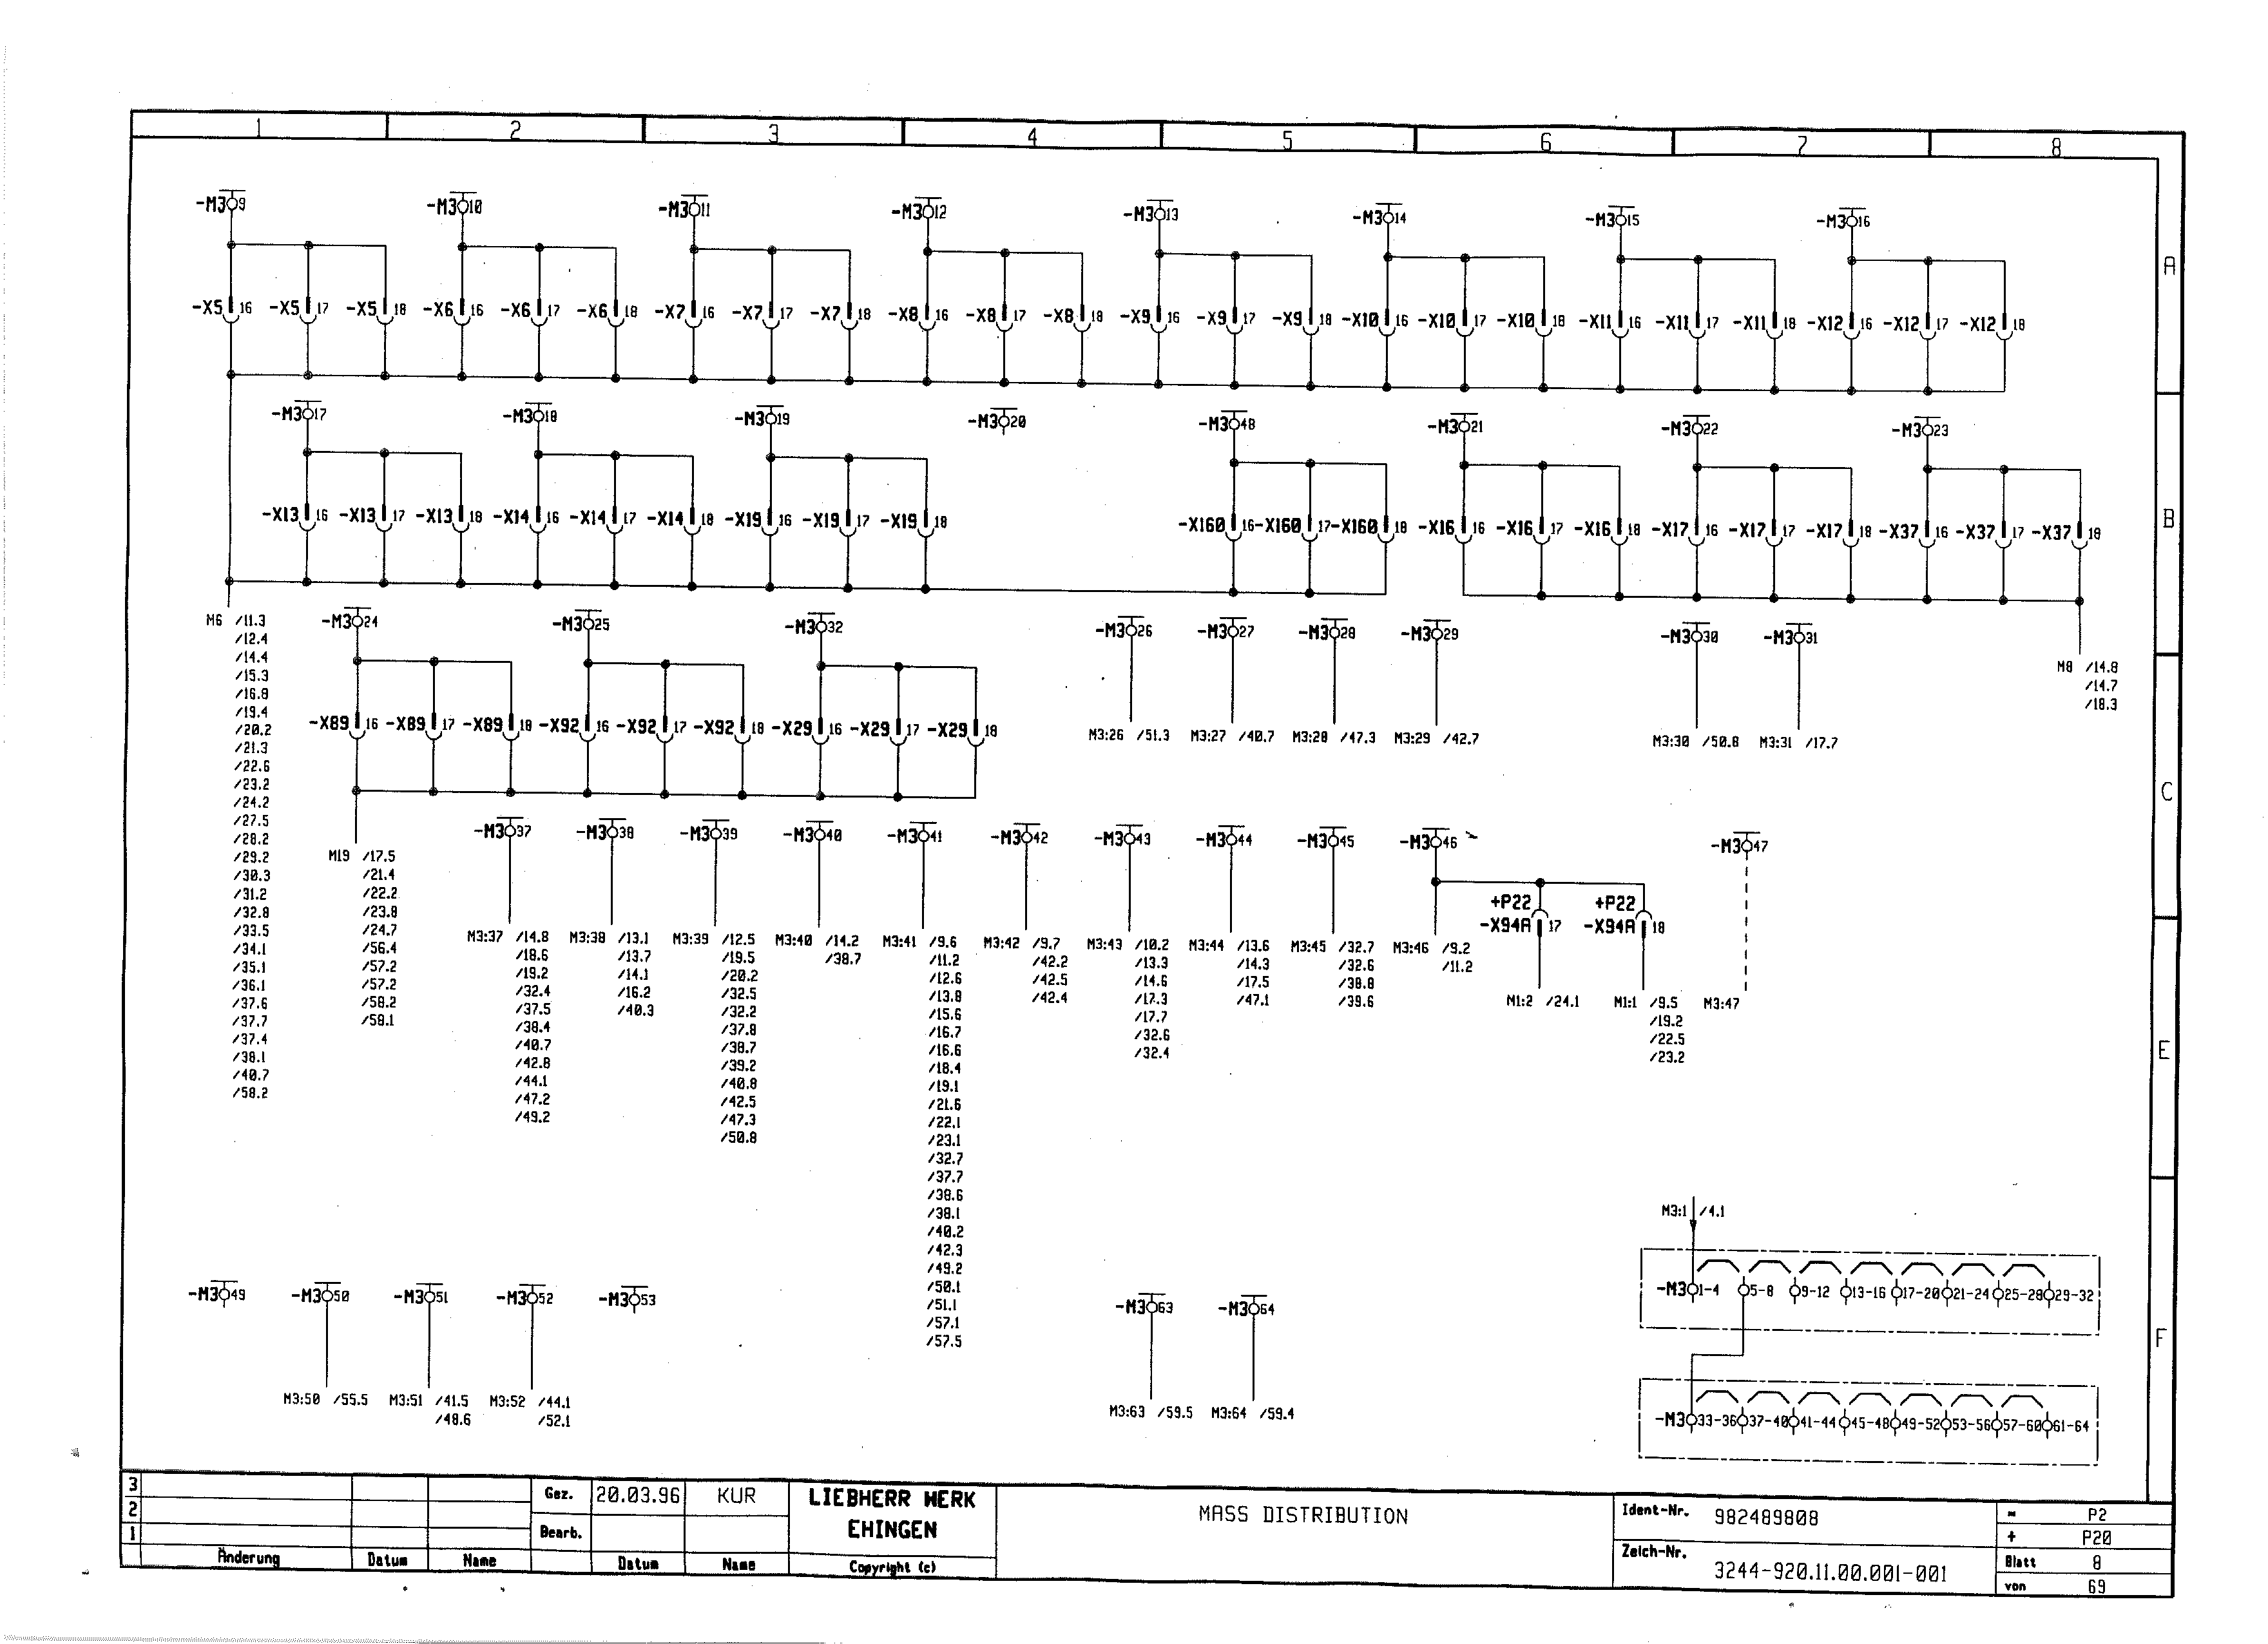 1 2 3 4 5 6 7 8
-M3 9 -M3 10 -M3 11 -M3 12 -M3 13 -M3 14 -M3 15 -M3 16
A
-X5 16 -X5 17 -X5 18 -X6 16 -X6 17 -X6 18 -X7 16 -X7 17 -X7 18 -X8 16 -X8 17 -X8 18 -X9 16 -X9 17 -X9 18 -X10 16 -X10 17 -X10 18 -X11 16 -X11 17 -X11 18 -X12 16 -X12 17 -X12 18
-M3 17 -M3 18 -M3 19 -M3 20 -M3 48 -M3 21 -M3 22 -M3 23
B
-X13 16 -X13 17 -X13 18 -X14 16 -X14 17 -X14 18 -X19 16 -X19 17 -X19 18 -X160 16 -X160 17 -X160 18 -X16 16 -X16 17 -X16 18 -X17 16 -X17 17 -X17 18 -X37 16 -X37 17 -X37 18
M6 /11.3
/12.4
/14.4
/15.3
/16.8
/19.4
/20.2
/21.3
/22.6
/23.2
/24.2
/27.5
/28.2
/29.2
/30.3
/31.2
/32.8
/33.5
/34.1
/35.1
/36.1
/37.6
/37.7
/37.4
/38.1
/40.7
/58.2
-M3 24 -M3 25 -M3 32 -M3 26 -M3 27 -M3 28 -M3 29 -M3 30 -M3 31
M8 /14.8
/14.7
/18.3
-X89 16 -X89 17 -X89 18 -X92 16 -X92 17 -X92 18 -X29 16 -X29 17 -X29 18
M3:26 /51.3 M3:27 /40.7 M3:28 /47.3 M3:29 /42.7 M3:30 /50.8 M3:31 /17.7
C
M19 /17.5
/21.4
/22.2
/23.8
/24.7
/56.4
/57.2
/57.2
/58.2
/58.1
-M3 37 -M3 38 -M3 39 -M3 40 -M3 41 -M3 42 -M3 43 -M3 44 -M3 45 -M3 46 -M3 47
+P22 +P22
-X94A 17 -X94A 18
M3:37 /14.8
/18.6
/19.2
/32.4
/37.5
/38.4
/40.7
/42.8
/44.1
/47.2
/49.2
M3:38 /13.1
/13.7
/14.1
/16.2
/40.3
M3:39 /12.5
/19.5
/20.2
/32.5
/32.2
/37.8
/38.7
/39.2
/40.8
/42.5
/47.3
/50.8
M3:40 /14.2
/38.7
M3:41 /9.6
/11.2
/12.6
/13.8
/15.6
/16.7
/16.6
/18.4
/19.1
/21.6
/22.1
/23.1
/32.7
/37.7
/38.6
/38.1
/40.2
/42.3
/49.2
/50.1
/51.1
/57.1
/57.5
M3:42 /9.7
/42.2
/42.5
/42.4
M3:43 /10.2
/13.3
/14.6
/17.3
/17.7
/32.6
/32.4
M3:44 /13.6
/14.3
/17.5
/47.1
M3:45 /32.7
/32.6
/38.8
/39.6
M3:46 /9.2
/11.2
M1:2 /24.1
M1:1 /9.5
/19.2
/22.5
/23.2
M3:47
E
M3:1 /4.1
-M3 49 -M3 50 -M3 51 -M3 52 -M3 53 -M3 63 -M3 64
-M3 1-4 5-8 9-12 13-16 17-20 21-24 25-28 29-32
F
M3:50 /55.5 M3:51 /41.5 M3:52 /44.1 M3:63 /59.5 M3:64 /59.4
/48.6 /52.1
-M3 33-36 37-40 41-44 45-48 49-52 53-56 57-60 61-64
3
2
1
Änderung Datum Name
Gez. 20.03.96 KUR
Bearb.
Datum Name
LIEBHERR WERK
EHINGEN
Copyright (c)
MASS DISTRIBUTION
Ident-Nr. 982489808
Zeich-Nr. 3244-920.11.00.001-001
= P2
+ P20
Blatt 8
von 69